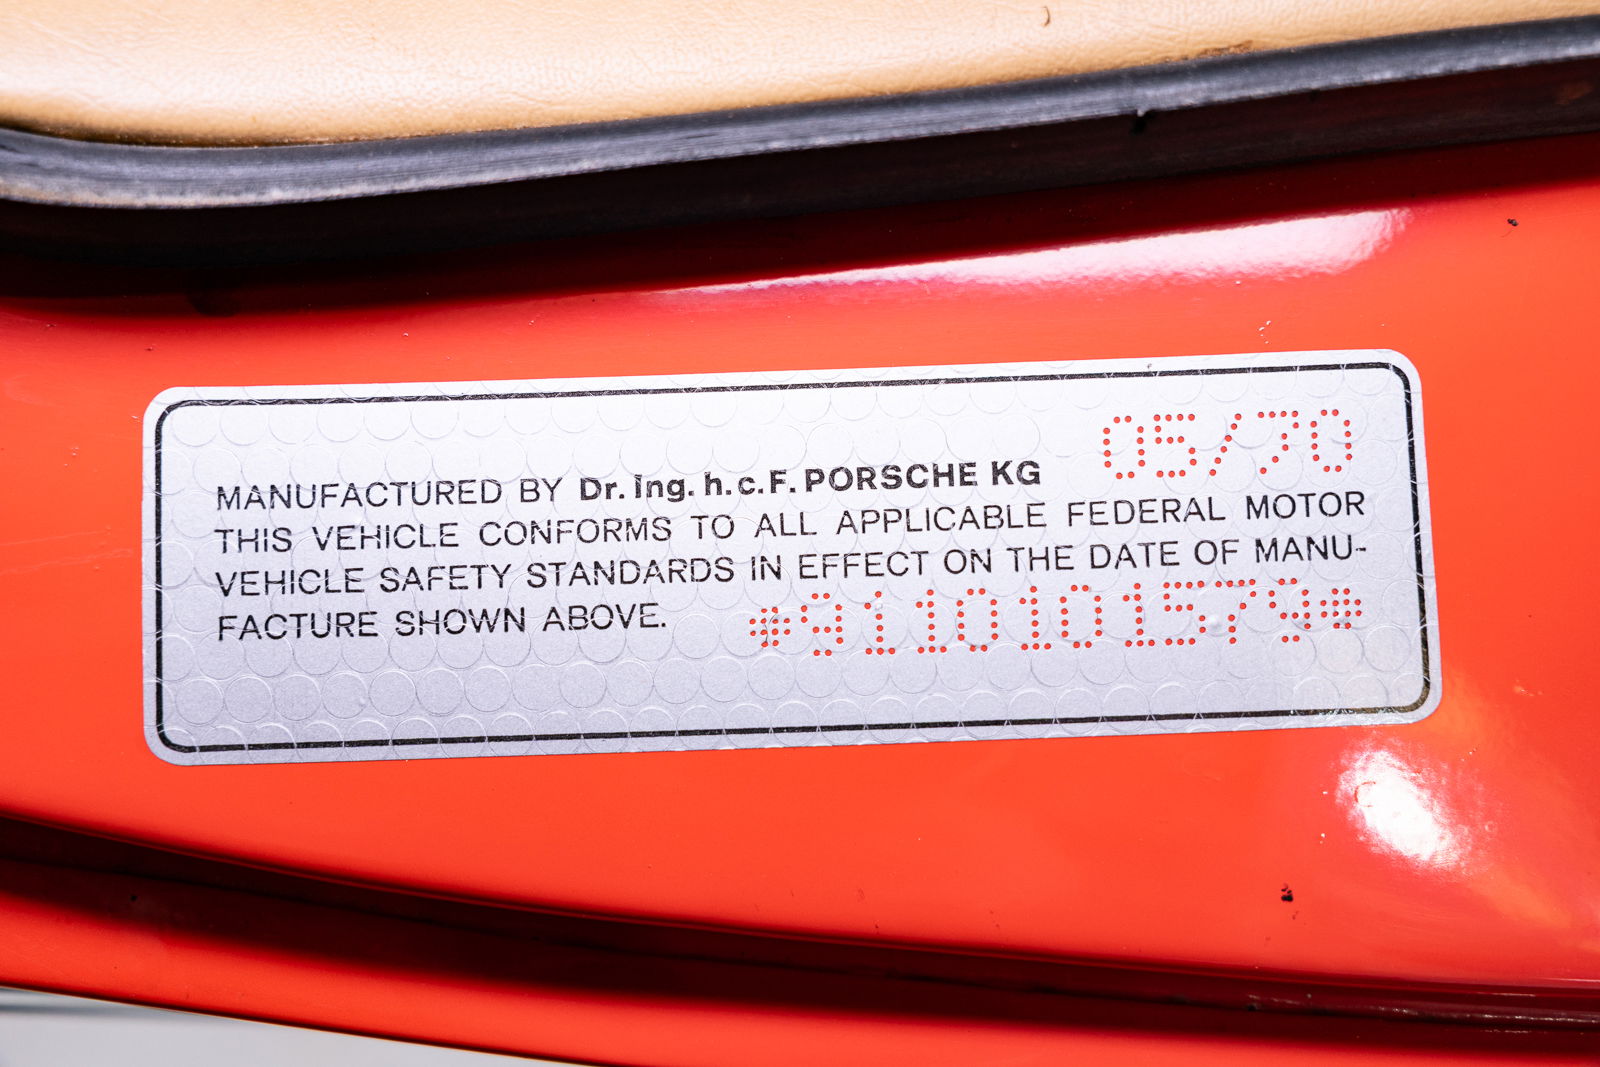 05/70
MANUFACTURED BY Dr. Ing. h.c. F. PORSCHE KG
THIS VEHICLE CONFORMS TO ALL APPLICABLE FEDERAL MOTOR
VEHICLE SAFETY STANDARDS IN EFFECT ON THE DATE OF MANU-
FACTURE SHOWN ABOVE.
*9110101579*